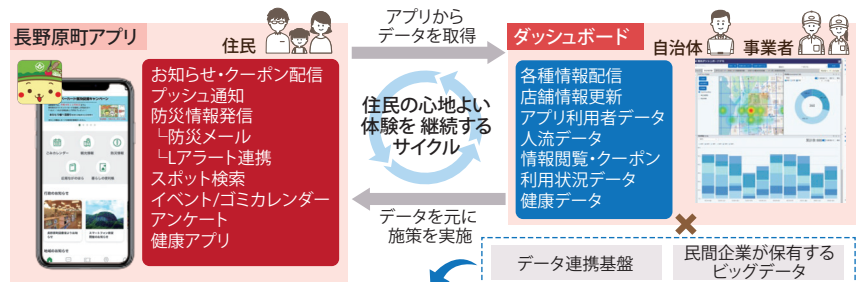 長野原町アプリ
住民
お知らせ・クーポン配信
プッシュ通知
防災情報発信
└防災メール
└Lアラート連携
スポット検索
イベント/ゴミカレンダー
アンケート
健康アプリ
アプリから
データを取得
住民の心地よい
体験を 継続する
サイクル
データを元に
施策を実施
ダッシュボード
自治体
事業者
各種情報配信
店舗情報更新
アプリ利用者データ
人流データ
情報閲覧・クーポン
利用状況データ
健康データ
データ連携基盤
民間企業が保有する
ビッグデータ